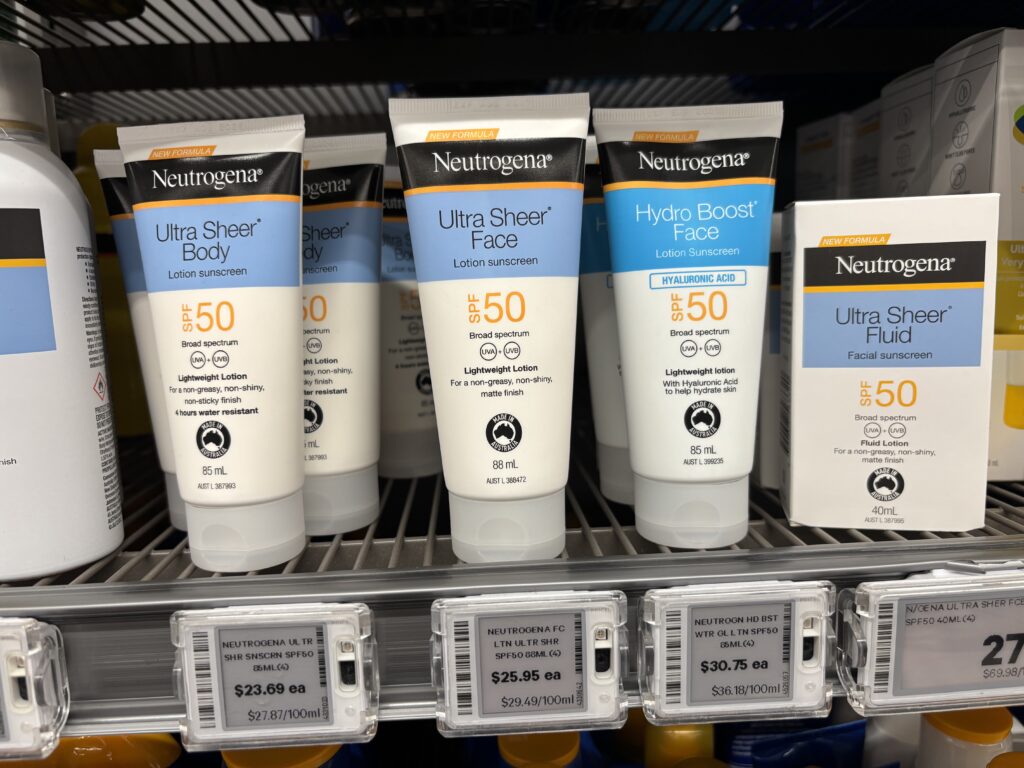 NEW FORMULA
Neutrogena®
Ultra Sheer®
Body
Lotion sunscreen
SPF 50
Broad spectrum
UVA + UVB
Lightweight Lotion
For a non-greasy, non-shiny,
non-sticky finish
4 hours water resistant
MADE IN
AUSTRALIA
85 mL
AUST L 387993
NEW FORMULA
Neutrogena®
Ultra Sheer®
Face
Lotion sunscreen
SPF 50
Broad spectrum
UVA + UVB
Lightweight Lotion
For a non-greasy, non-shiny,
matte finish
MADE IN
AUSTRALIA
88 mL
AUST L 388472
NEW FORMULA
Neutrogena®
Hydro Boost®
Face
Lotion Sunscreen
HYALURONIC ACID
SPF 50
Broad spectrum
UVA + UVB
Lightweight lotion
With Hyaluronic Acid
to help hydrate skin
MADE IN
AUSTRALIA
85 mL
AUST L 399235
NEW FORMULA
Neutrogena®
Ultra Sheer®
Fluid
Facial sunscreen
SPF 50
Broad spectrum
UVA + UVB
Fluid Lotion
For a non-greasy, non-shiny,
matte finish
MADE IN
AUSTRALIA
40mL
AUST L 387995
NEUTROGENA ULTR
SHR SNSCRN SPF50
85ML(4)
$23.69 ea
$27.87/100ml
NEUTROGENA FC
LTN ULTR SHR
SPF50 88ML(4)
$25.95 ea
$29.49/100ml
NEUTROGN HD BST
WTR GL LTN SPF50
85ML(4)
$30.75 ea
$36.18/100ml
N/GENA ULTRA SHER FCE
SPF50 40ML(4)
27
$69.98/1